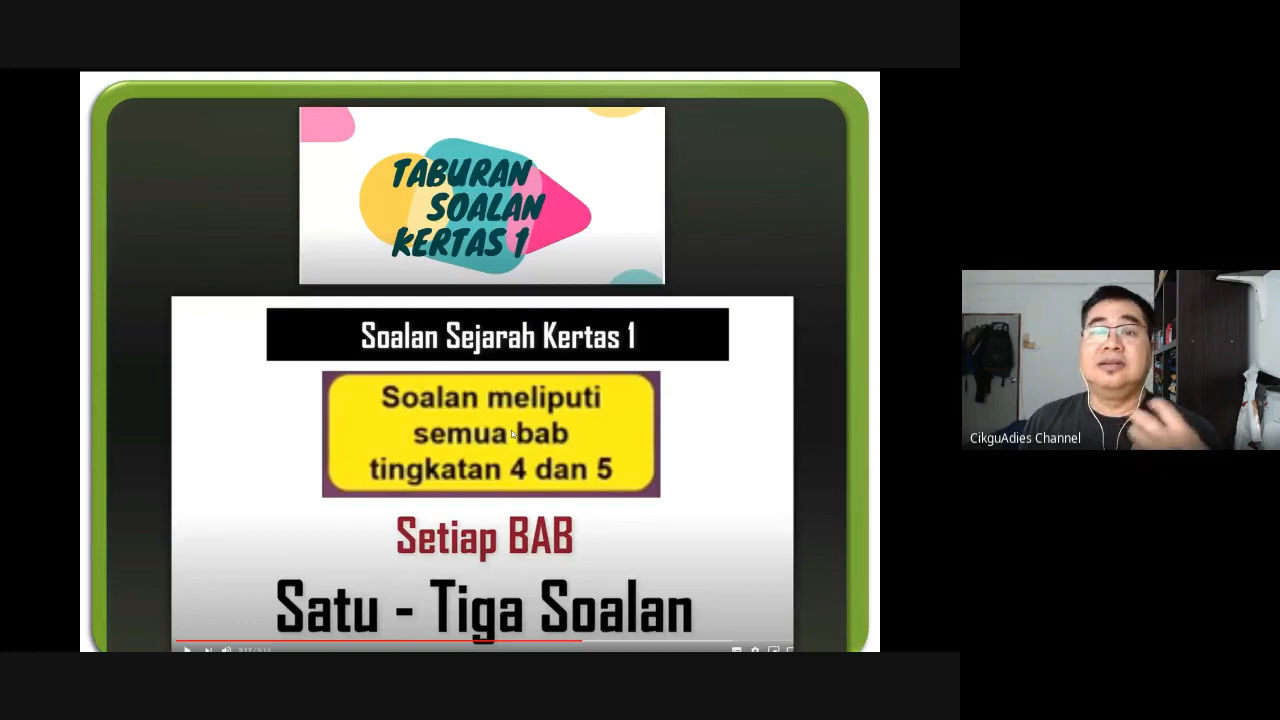 TABURAN
SOALAN
KERTAS 1
Soalan Sejarah Kertas 1
Soalan meliputi
semua bab
tingkatan 4 dan 5
Setiap BAB
Satu - Tiga Soalan
CikguAdies Channel